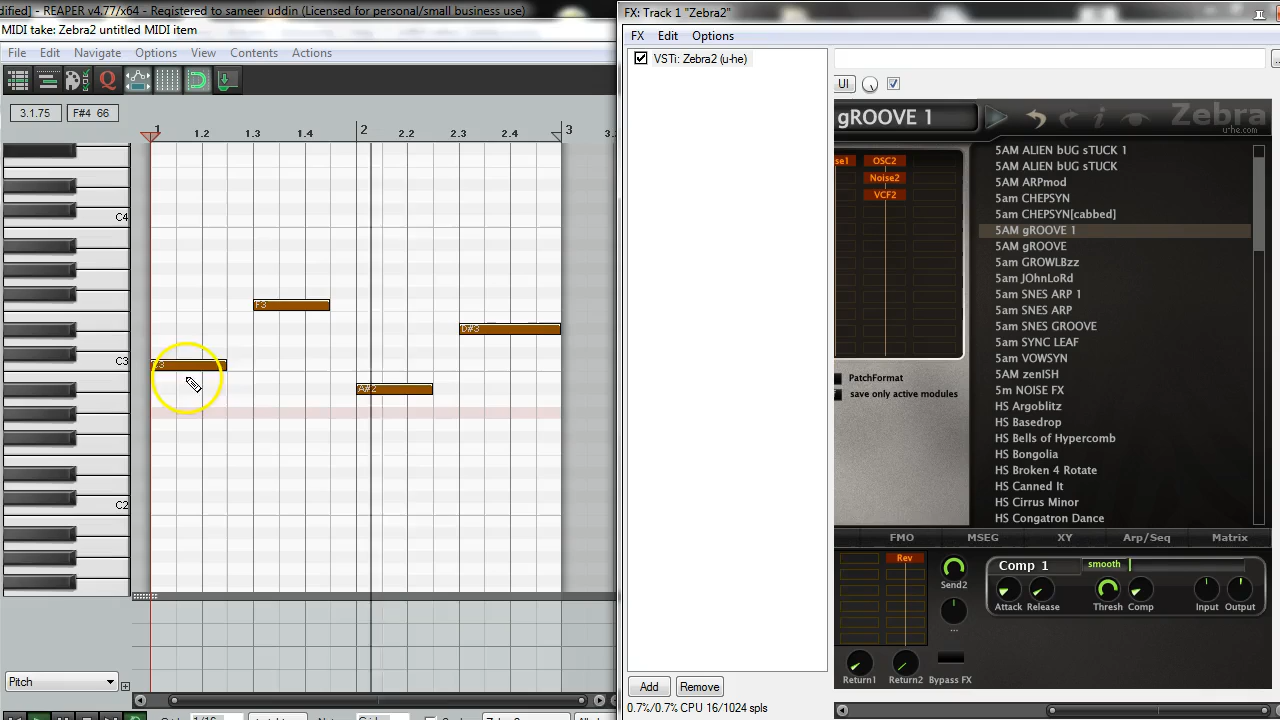 dified] - REAPER v4.77/x64 - Registered to sameer uddin (Licensed for personal/small business use)
MIDI take: Zebra2 untitled MIDI item
File Edit Navigate Options View Contents Actions
3.1.75 F#4 66
1 1.2 1.3 1.4 2 2.2 2.3 2.4 3
C4
F3
D#3
C3
A#2
C2
Pitch
FX: Track 1 "Zebra2"
FX Edit Options
VSTi: Zebra2 (u-he)
UI
gROOVE 1
Zebra
u-he.com
se1 OSC2
Noise2
VCF2
5AM ALIEN bUG sTUCK 1
5AM ALIEN bUG sTUCK
5AM ARPmod
5am CHEPSYN
5am CHEPSYN[cabbed]
5AM gROOVE 1
5AM gROOVE
5am GROWLBzz
5am JOhnLoRd
5am SNES ARP 1
5am SNES ARP
5am SNES GROOVE
5am SYNC LEAF
5am VOWSYN
5AM zenISH
5m NOISE FX
HS Argoblitz
HS Basedrop
HS Bells of Hypercomb
HS Bongolia
HS Broken 4 Rotate
HS Canned It
HS Cirrus Minor
HS Congatron Dance
PatchFormat
save only active modules
FMO MSEG XY Arp/Seq Matrix
Rev
Send2
...
Return1 Return2 Bypass FX
Comp 1 smooth
Attack Release Thresh Comp Input Output
Add Remove
0.7%/0.7% CPU 16/1024 spls